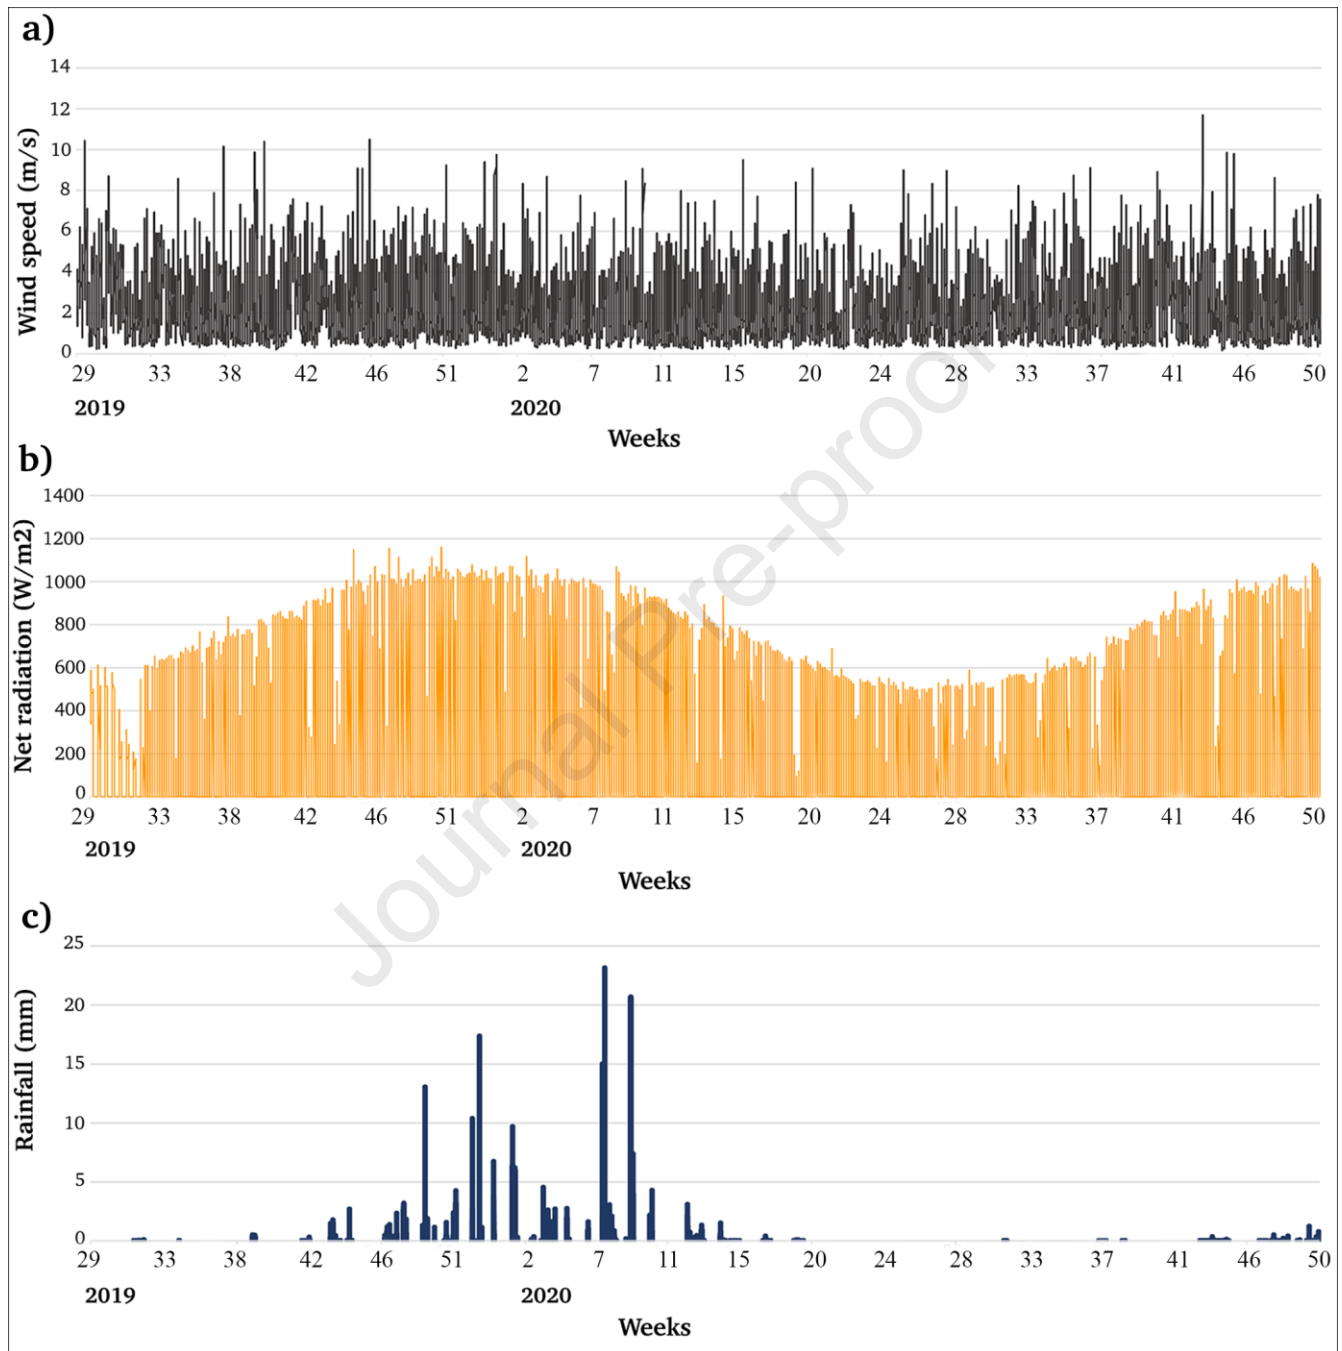 a)
Wind speed (m/s)
14
12
10
8
6
4
2
0
29 33 38 42 46 51 2 7 11 15 20 24 28 33 37 41 46 50
2019 2020
Weeks
b)
Net radiation (W/m2)
1400
1200
1000
800
600
400
200
0
29 33 38 42 46 51 2 7 11 15 20 24 28 33 37 41 46 50
2019 2020
Weeks
c)
Rainfall (mm)
25
20
15
10
5
0
29 33 38 42 46 51 2 7 11 15 20 24 28 33 37 41 46 50
2019 2020
Weeks
Journal Pre-proof